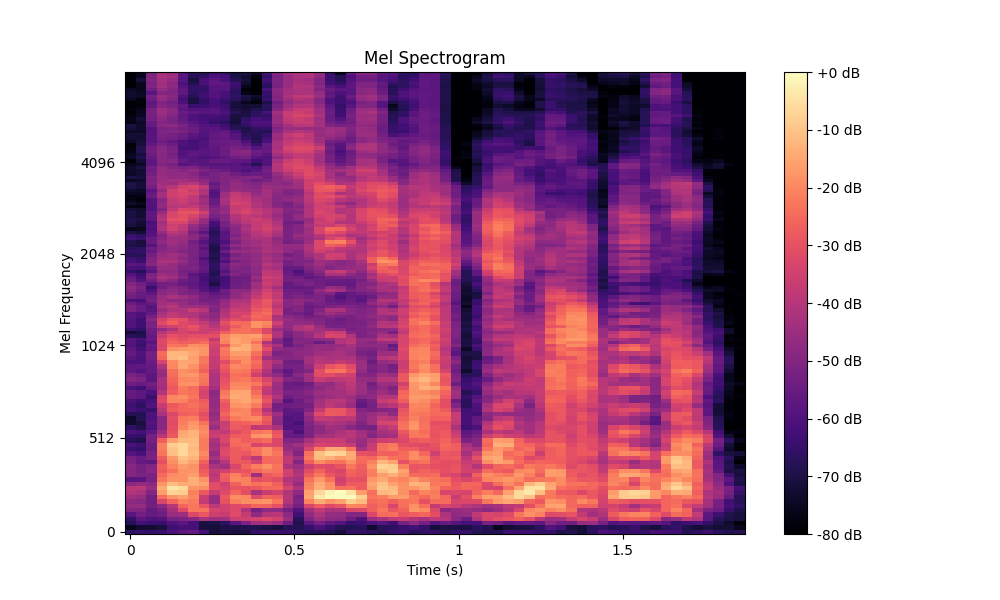 Mel Spectrogram
+0 dB
-10 dB
4096
-20 dB
-30 dB
2048
-40 dB
Mel Frequency
1024
-50 dB
-60 dB
512
-70 dB
0
-80 dB
0 0.5 1 1.5
Time (s)